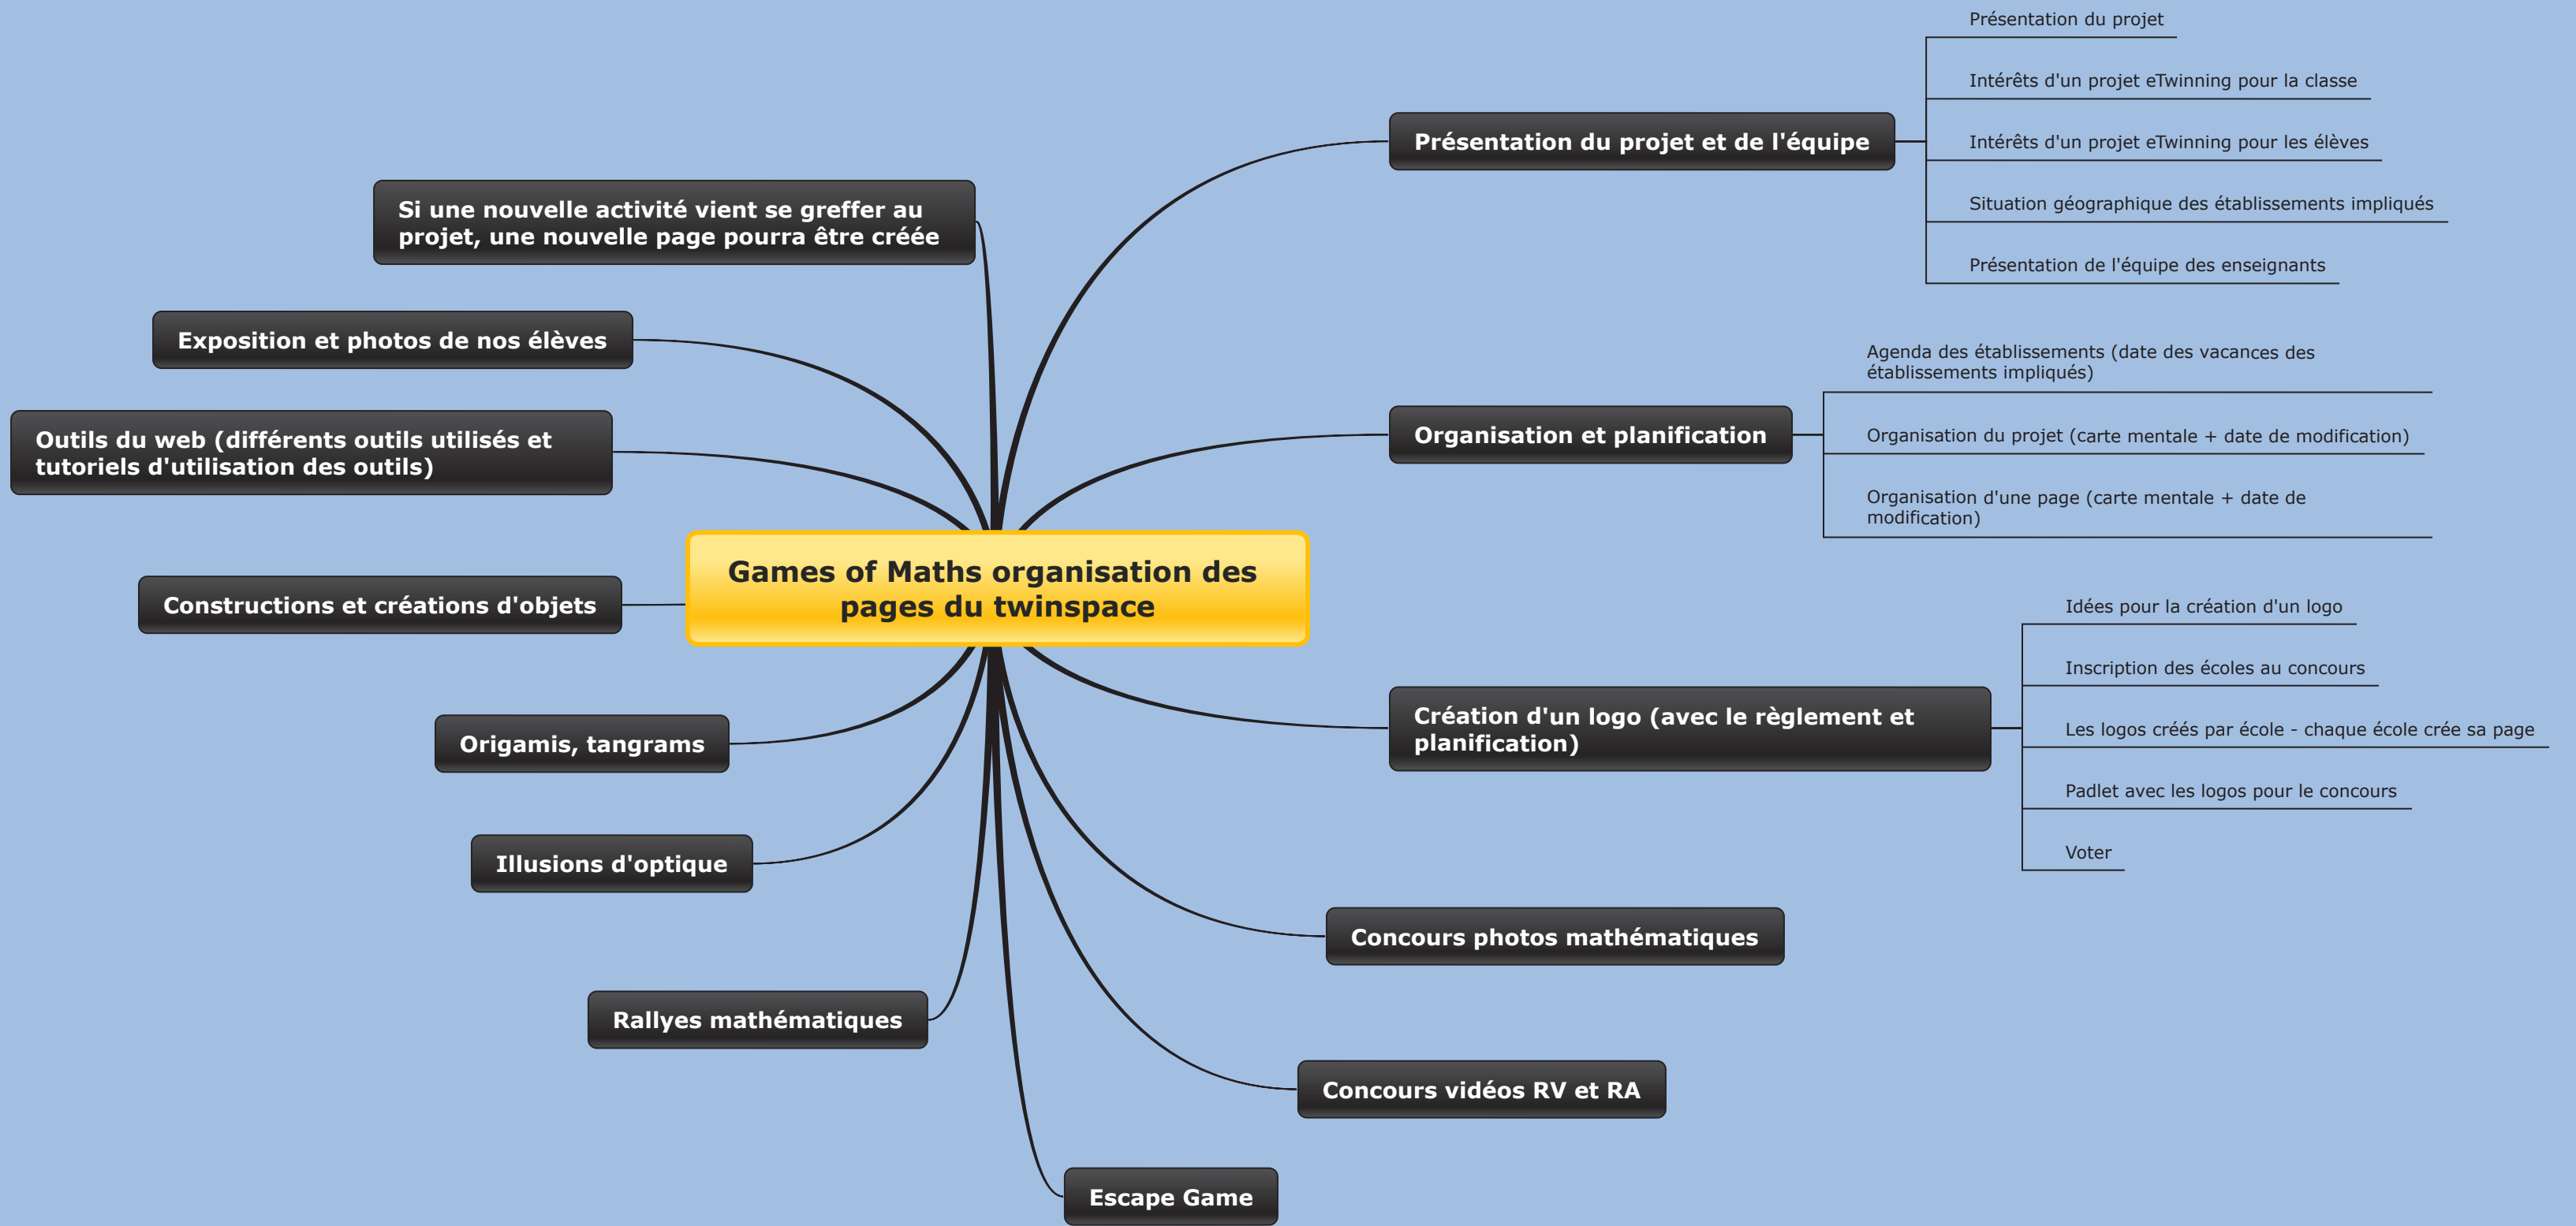 Games of Maths organisation des
pages du twinspace
Présentation du projet et de l'équipe
Présentation du projet
Intérêts d'un projet eTwinning pour la classe
Intérêts d'un projet eTwinning pour les élèves
Situation géographique des établissements impliqués
Présentation de l'équipe des enseignants
Organisation et planification
Agenda des établissements (date des vacances des
établissements impliqués)
Organisation du projet (carte mentale + date de modification)
Organisation d'une page (carte mentale + date de
modification)
Création d'un logo (avec le règlement et
planification)
Idées pour la création d'un logo
Inscription des écoles au concours
Les logos créés par école - chaque école crée sa page
Padlet avec les logos pour le concours
Voter
Concours photos mathématiques
Concours vidéos RV et RA
Escape Game
Rallyes mathématiques
Illusions d'optique
Origamis, tangrams
Constructions et créations d'objets
Outils du web (différents outils utilisés et
tutoriels d'utilisation des outils)
Exposition et photos de nos élèves
Si une nouvelle activité vient se greffer au
projet, une nouvelle page pourra être créée